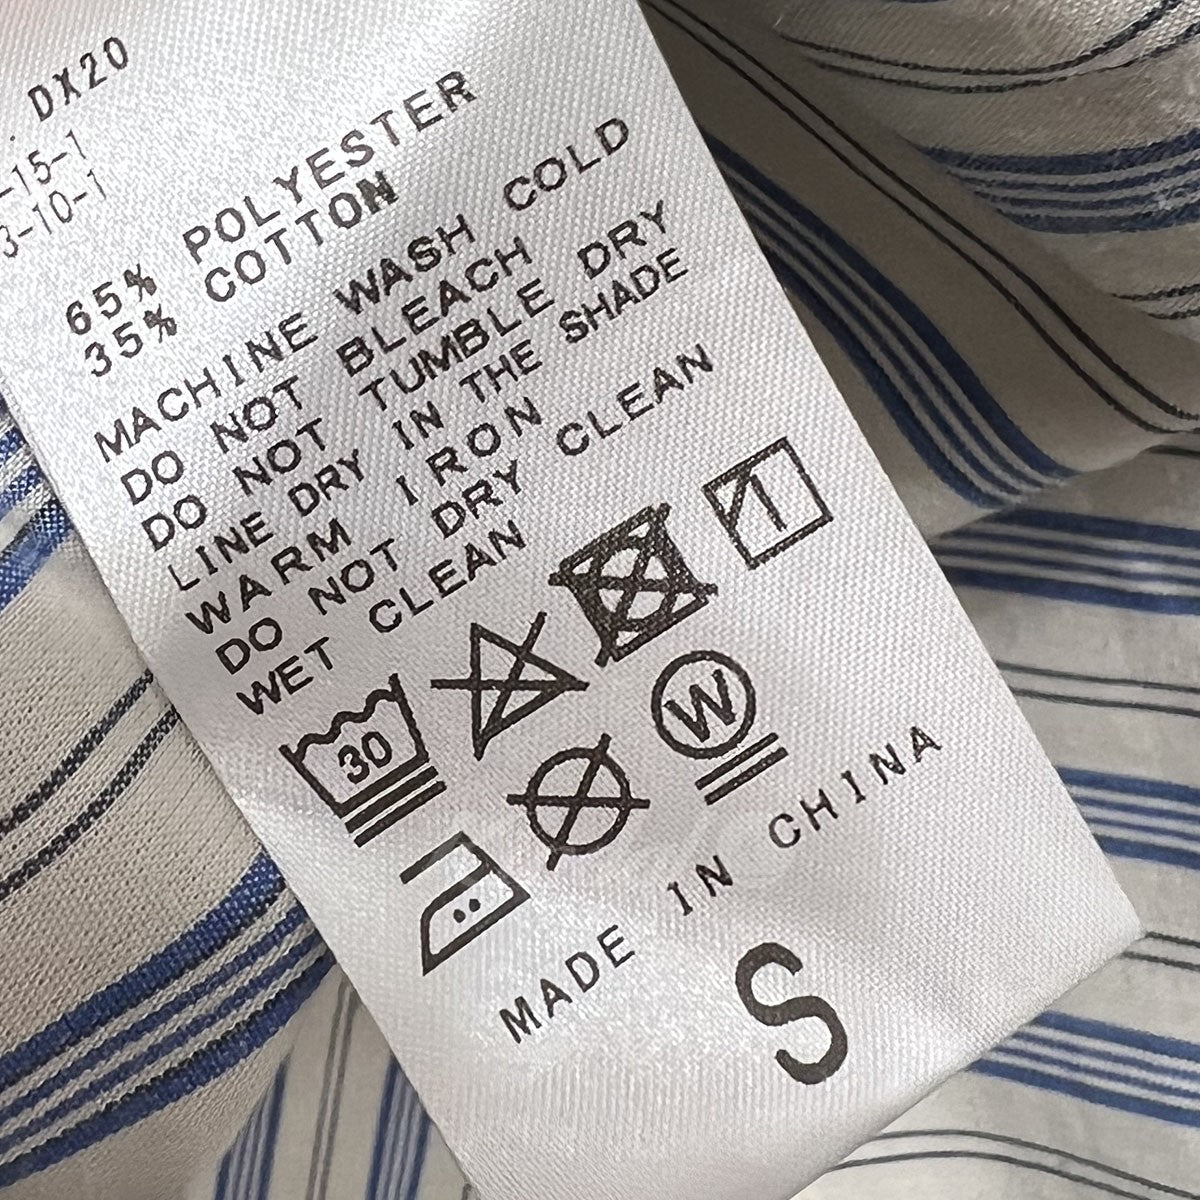 DX20
-15-1
3-10-1
65% POLYESTER
35% COTTON
MACHINE WASH COLD
DO NOT BLEACH
DO NOT TUMBLE DRY
LINE DRY IN THE SHADE
WARM IRON
DO NOT DRY CLEAN
WET CLEAN
30
W
MADE IN CHINA
S